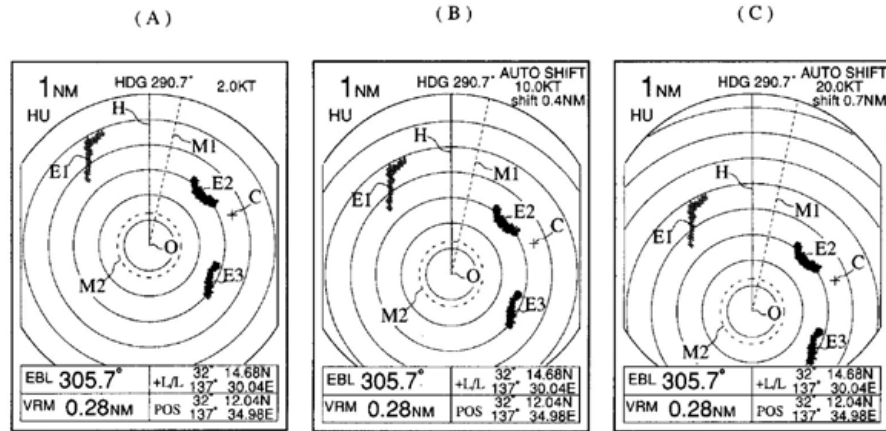 ( A )
1NM HDG 290.7° 2.0KT
HU
H
M1
E1
E2
C
O
M2
E3
EBL 305.7° +L/L 32° 14.68N
137° 30.04E
VRM 0.28NM POS 32° 12.04N
137° 34.98E
( B )
AUTO SHIFT
1NM HDG 290.7° 10.0KT
shift 0.4NM
HU
H
M1
E1
E2
C
O
M2
E3
EBL 305.7° +L/L 32° 14.68N
137° 30.04E
VRM 0.28NM POS 32° 12.04N
137° 34.98E
( C )
AUTO SHIFT
1NM HDG 290.7° 20.0KT
shift 0.7NM
HU
H
M1
E1
E2
C
O
M2
E3
EBL 305.7° +L/L 32° 14.68N
137° 30.04E
VRM 0.28NM POS 32° 12.04N
137° 34.98E